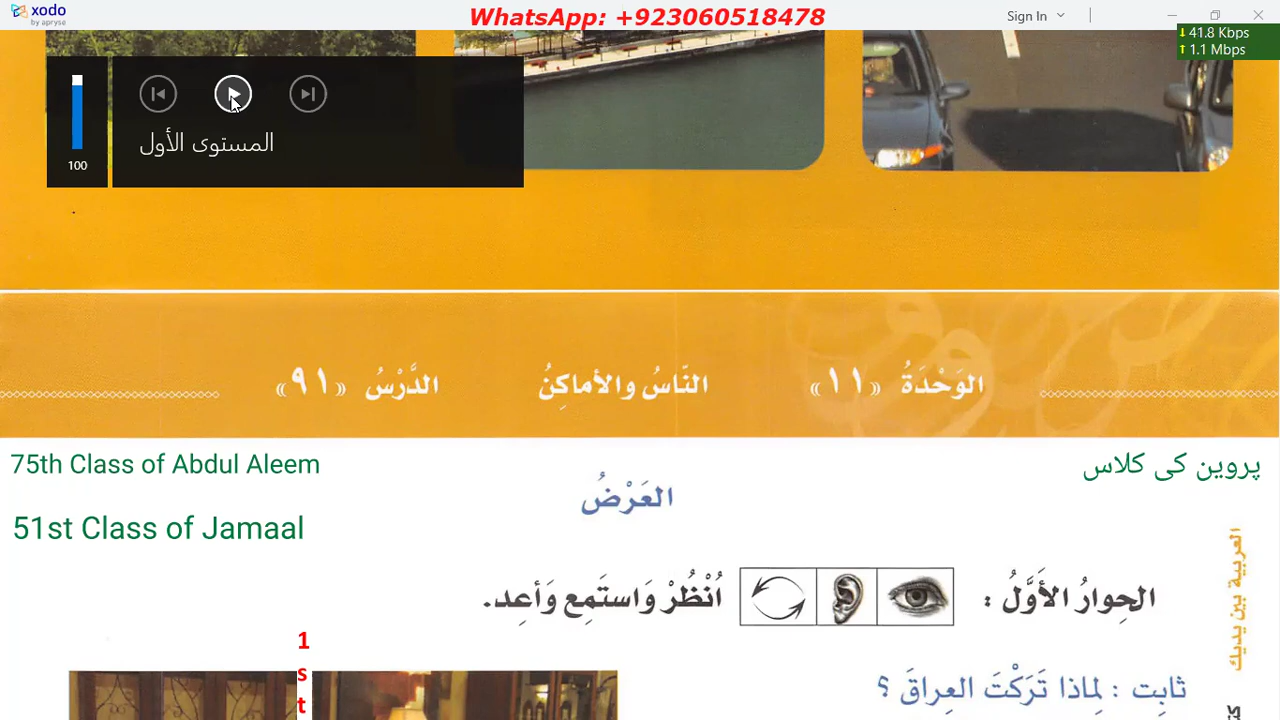 xodo
by apryse
WhatsApp: +923060518478
Sign In
41.8 Kbps
1.1 Mbps
المستوى الأول
100
الوَحْدَةُ «١١» النّاسُ والأماكِنُ الدَّرْسُ «٩١»
75th Class of Abdul Aleem
پروین کی کلاس
العَرْضُ
51st Class of Jamaal
العربية بين يديك
الحِوارُ الأَوَّلُ : اُنْظُرْ وَاستَمِع وَأعِد.
1
s
t
ثابِت : لِماذا تَرَكْتَ العِراقَ ؟